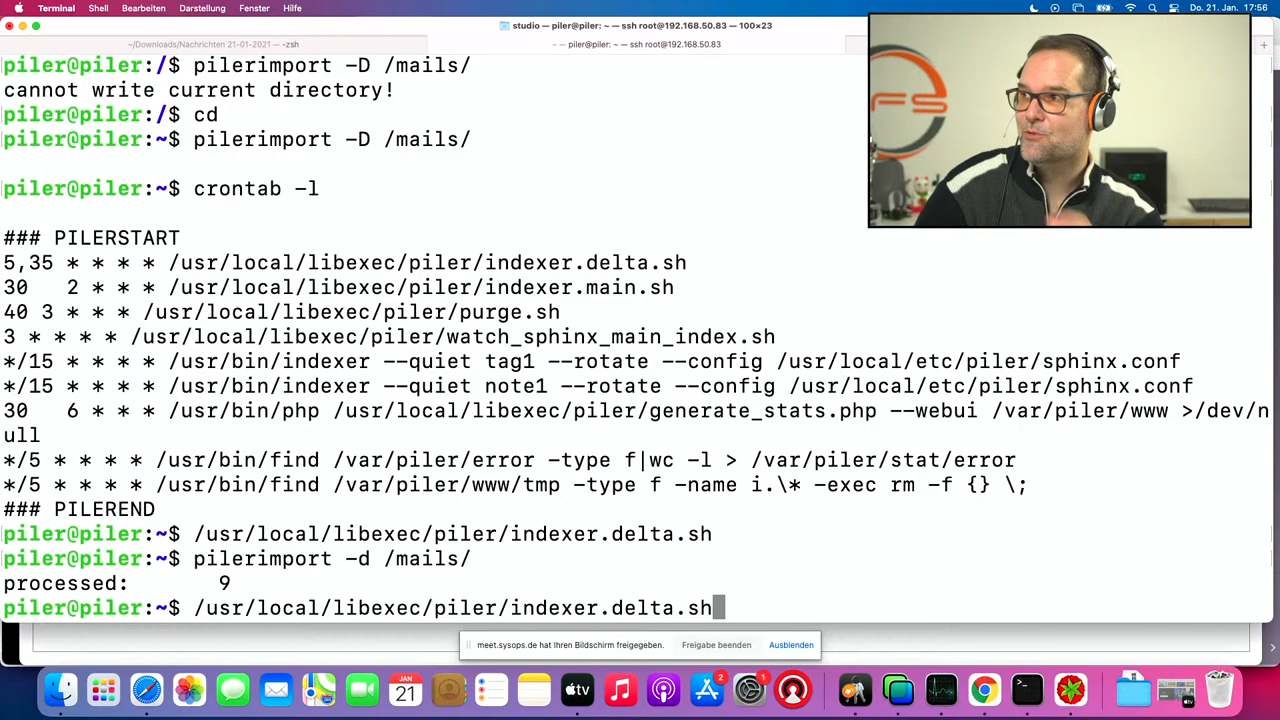 Terminal Shell Bearbeiten Darstellung Fenster Hilfe
Do. 21. Jan. 17:56
studio — piler@piler: ~ — ssh root@192.168.50.83 — 100×23
~/Downloads/Nachrichten 21-01-2021 — -zsh
~ — piler@piler: ~ — ssh root@192.168.50.83
piler@piler:/$ pilerimport -D /mails/
cannot write current directory!
piler@piler:/$ cd
piler@piler:~$ pilerimport -D /mails/
piler@piler:~$ crontab -l
### PILERSTART
5,35 * * * * /usr/local/libexec/piler/indexer.delta.sh
30   2 * * * /usr/local/libexec/piler/indexer.main.sh
40 3 * * * /usr/local/libexec/piler/purge.sh
3 * * * * /usr/local/libexec/piler/watch_sphinx_main_index.sh
*/15 * * * * /usr/bin/indexer --quiet tag1 --rotate --config /usr/local/etc/piler/sphinx.conf
*/15 * * * * /usr/bin/indexer --quiet note1 --rotate --config /usr/local/etc/piler/sphinx.conf
30   6 * * * /usr/bin/php /usr/local/libexec/piler/generate_stats.php --webui /var/piler/www >/dev/n
ull
*/5 * * * * /usr/bin/find /var/piler/error -type f|wc -l > /var/piler/stat/error
*/5 * * * * /usr/bin/find /var/piler/www/tmp -type f -name i.\* -exec rm -f {} \;
### PILEREND
piler@piler:~$ /usr/local/libexec/piler/indexer.delta.sh
piler@piler:~$ pilerimport -d /mails/
processed:       9
piler@piler:~$ /usr/local/libexec/piler/indexer.delta.sh
meet.sysops.de hat Ihren Bildschirm freigegeben. Freigabe beenden Ausblenden
JAN
21
2
1